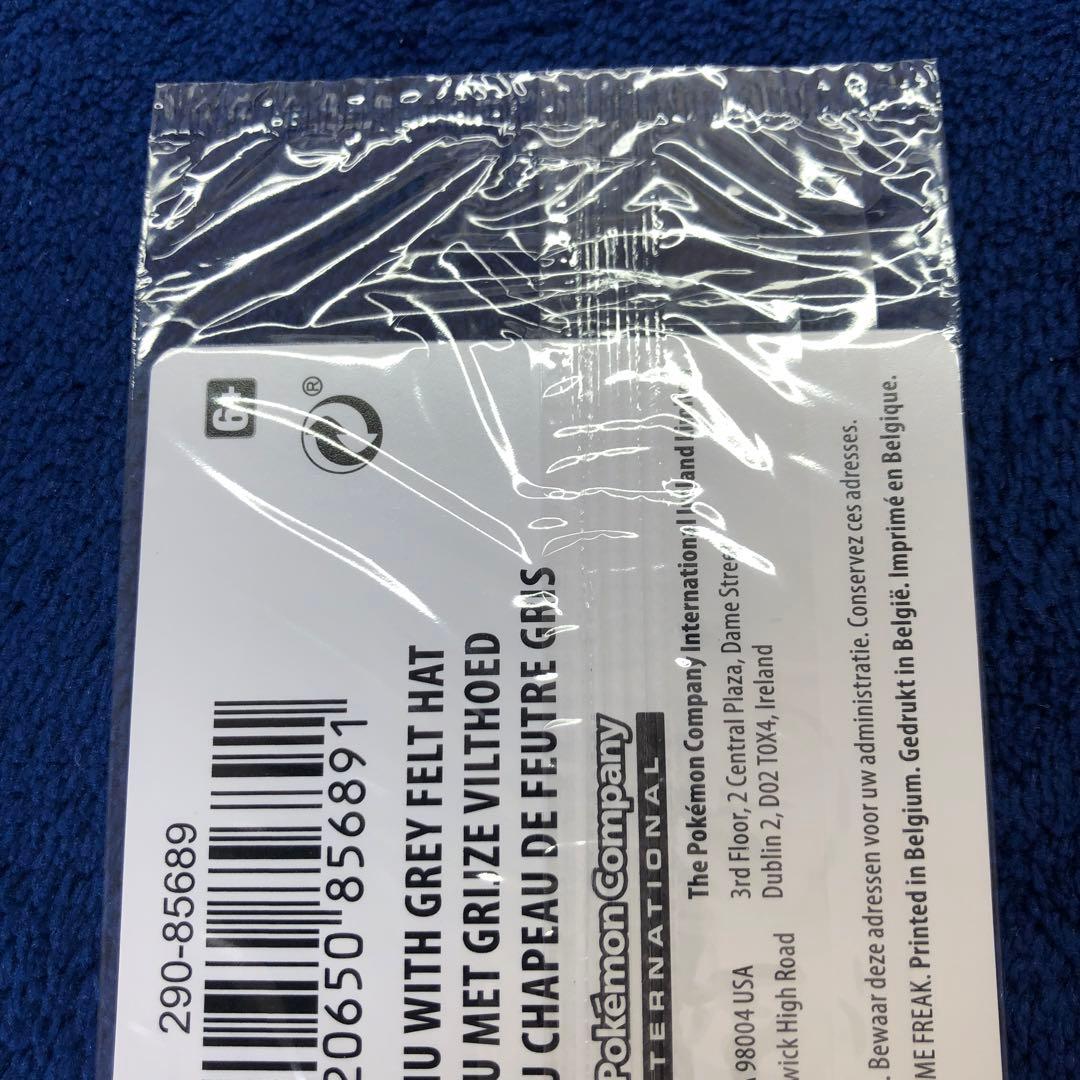 6+
®
290-85689
20650 856891
U WITH GREY FELT HAT
U MET GRIJZE VILTHOED
U CHAPEAU DE FEUTRE GRIS
Pokémon Company
TERNATIONAL
The Pokémon Company International Ireland
3rd Floor, 2 Central Plaza, Dame Street
Dublin 2, D02 T0X4, Ireland
98004 USA
wick High Road
. Bewaar deze adressen voor uw administratie. Conservez ces adresses.
ME FREAK. Printed in Belgium. Gedrukt in België. Imprimé en Belgique.